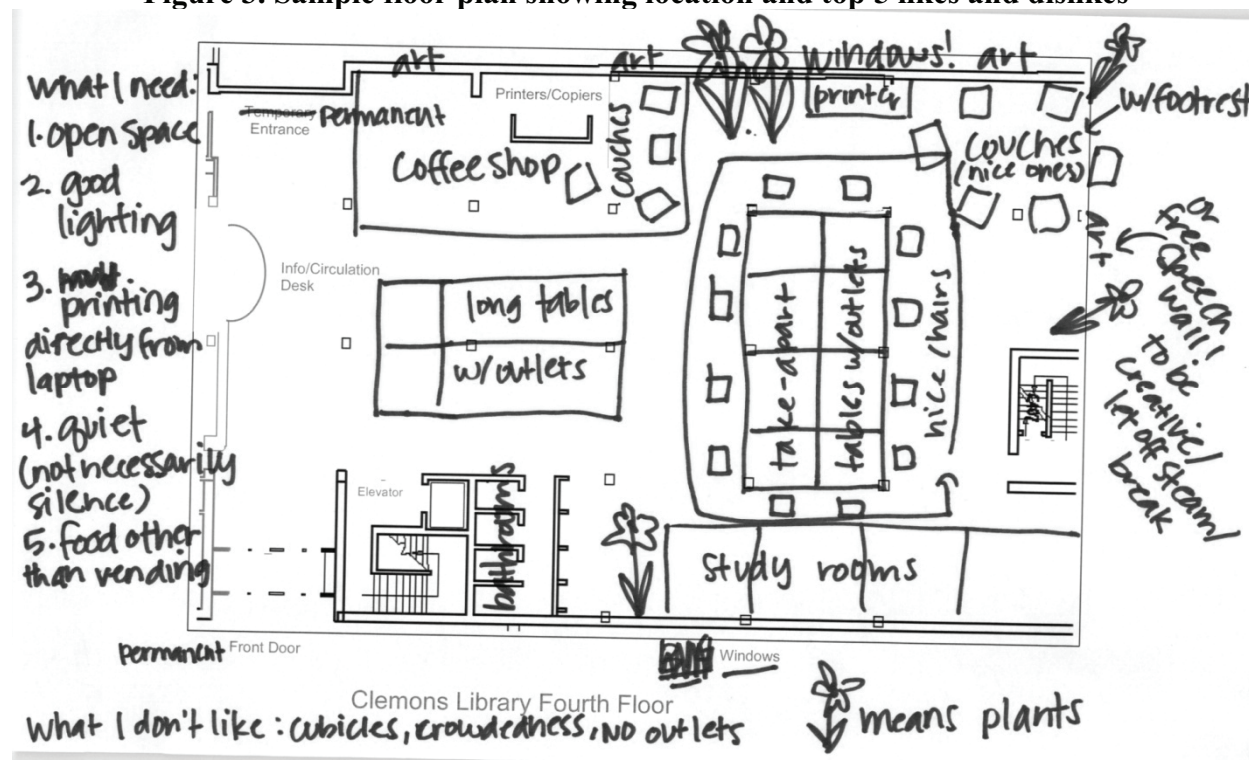 Figure 3: Sample floor plan showing location and top 5 likes and dislikes
What I need:
1. open space
2. good
lighting
3.
printing
directly from
laptop
4. quiet
(not necessarily
silence)
5. food other
than vending
art
art
windows! art
Temporary
Entrance
permanent
Printers/Copiers
printer
w/footrest
coffee shop
couches
couches
(nice ones)
art
or
free
speech
wall!
to be
creative/
let off steam/
break
Info/Circulation
Desk
long tables
w/outlets
take-apart
tables w/outlets
nice chairs
Elevator
bathrooms
study rooms
permanent
Front Door
Windows
Clemons Library Fourth Floor
What I don't like: cubicles, crowdedness, NO outlets
means plants